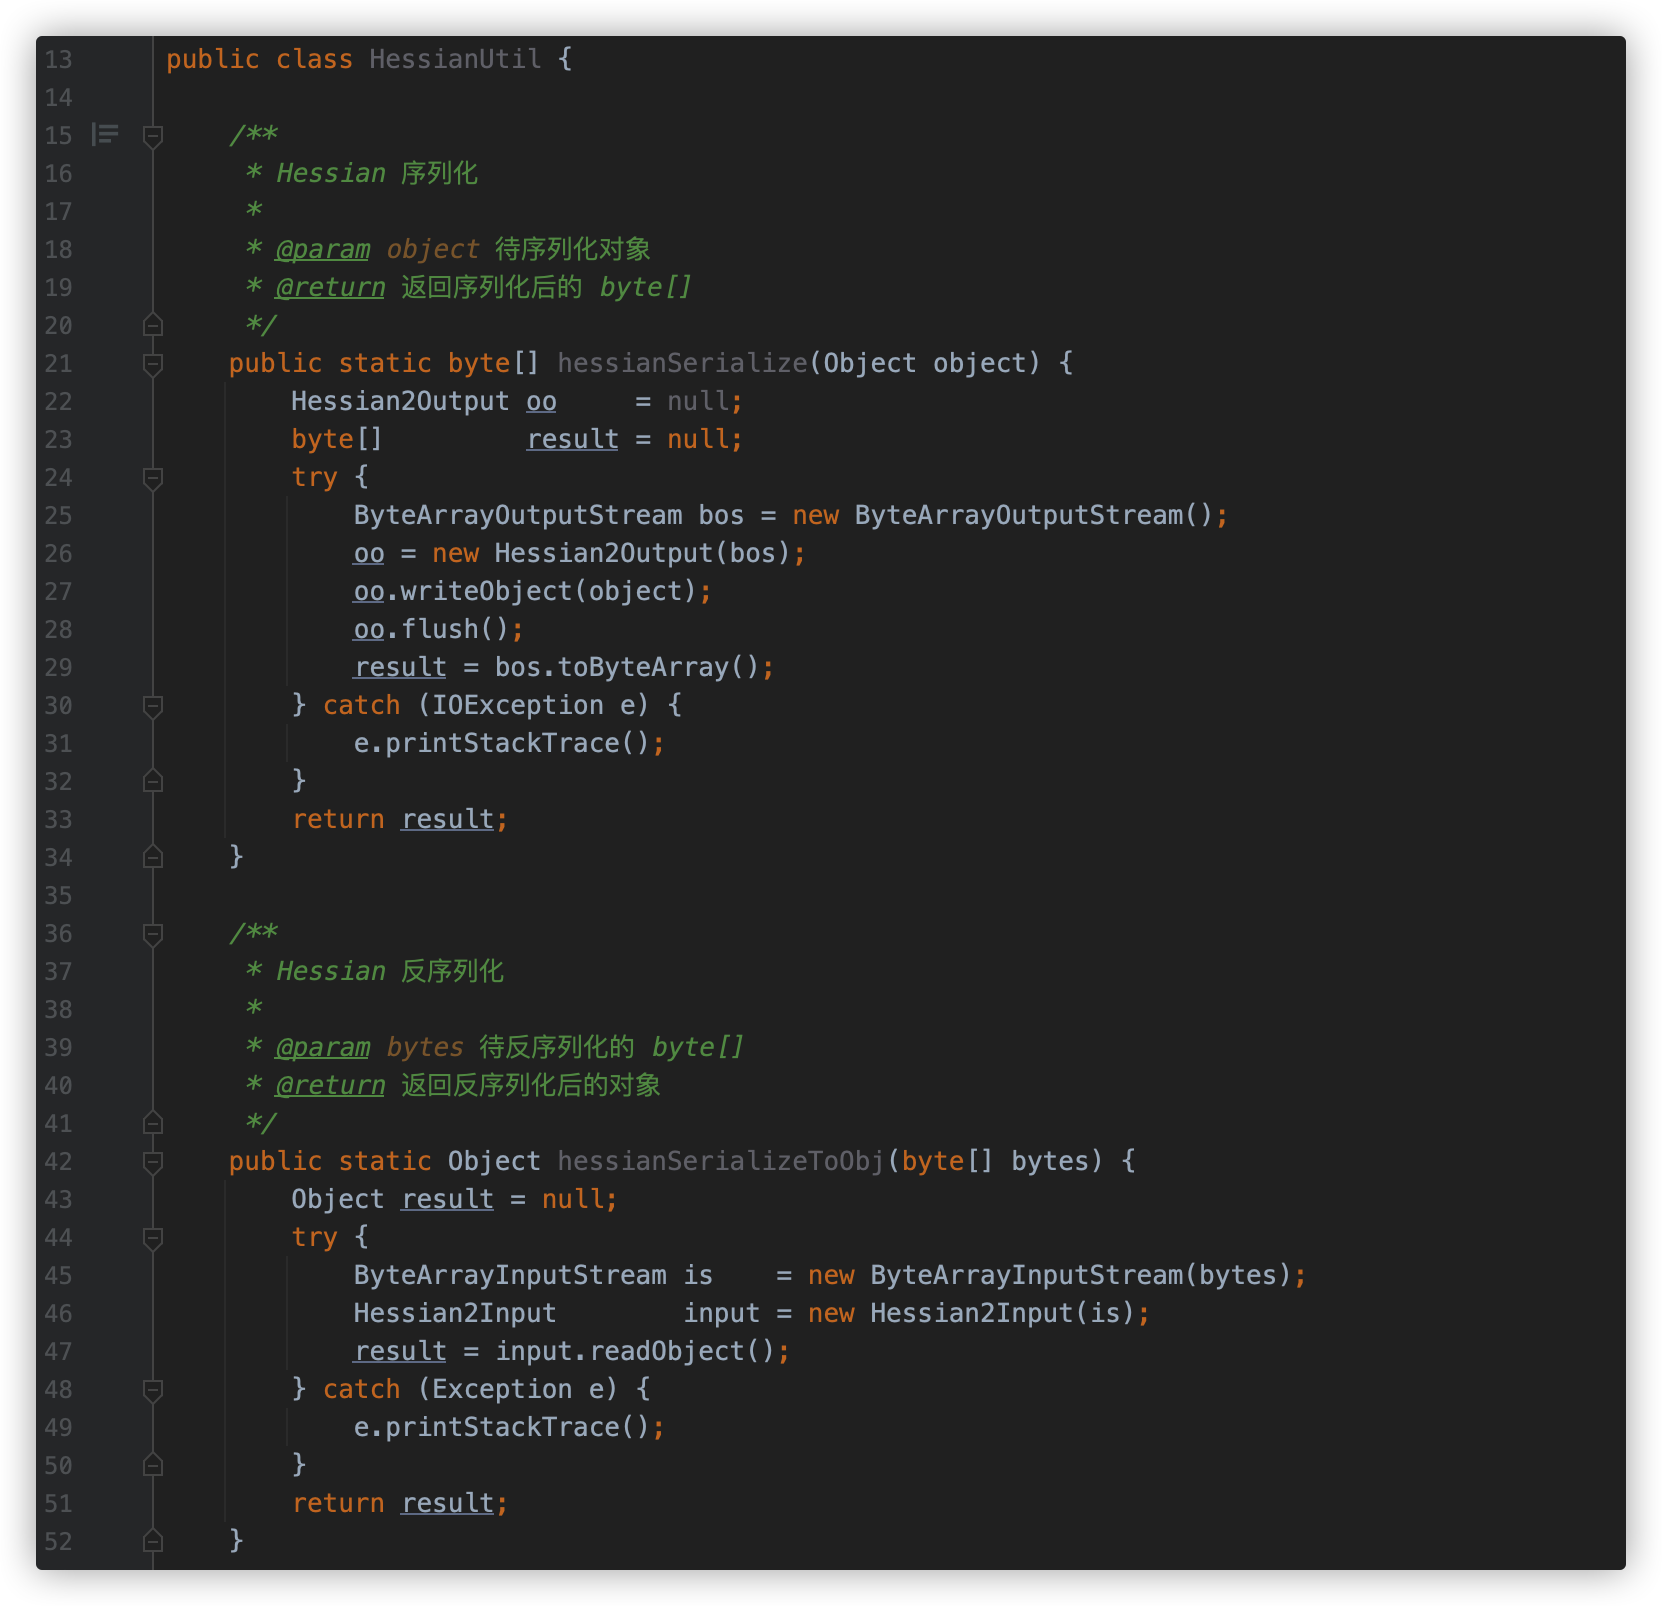 13 public class HessianUtil {
14
15     /**
16      * Hessian 序列化
17      *
18      * @param object 待序列化对象
19      * @return 返回序列化后的 byte[]
20      */
21     public static byte[] hessianSerialize(Object object) {
22         Hessian2Output oo     = null;
23         byte[]         result = null;
24         try {
25             ByteArrayOutputStream bos = new ByteArrayOutputStream();
26             oo = new Hessian2Output(bos);
27             oo.writeObject(object);
28             oo.flush();
29             result = bos.toByteArray();
30         } catch (IOException e) {
31             e.printStackTrace();
32         }
33         return result;
34     }
35
36     /**
37      * Hessian 反序列化
38      *
39      * @param bytes 待反序列化的 byte[]
40      * @return 返回反序列化后的对象
41      */
42     public static Object hessianSerializeToObj(byte[] bytes) {
43         Object result = null;
44         try {
45             ByteArrayInputStream is    = new ByteArrayInputStream(bytes);
46             Hessian2Input        input = new Hessian2Input(is);
47             result = input.readObject();
48         } catch (Exception e) {
49             e.printStackTrace();
50         }
51         return result;
52     }